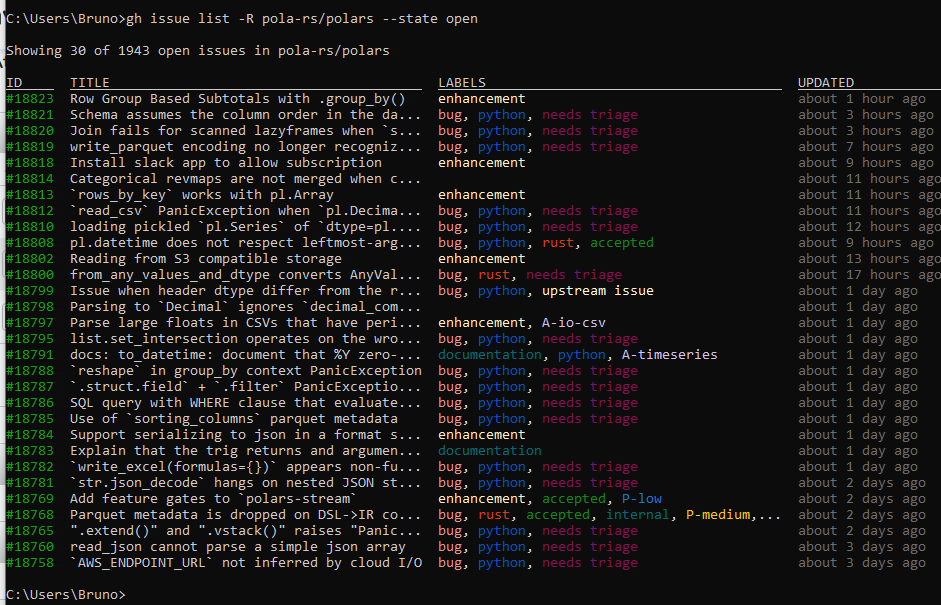 C:\Users\Bruno>gh issue list -R pola-rs/polars --state open
Showing 30 of 1943 open issues in pola-rs/polars
ID TITLE LABELS UPDATED
#18823 Row Group Based Subtotals with .group_by() enhancement about 1 hour ago
#18821 Schema assumes the column order in the da... bug, python, needs triage about 3 hours ago
#18820 Join fails for scanned lazyframes when `s... bug, python, needs triage about 3 hours ago
#18819 write_parquet encoding no longer recogniz... bug, python, needs triage about 7 hours ago
#18818 Install slack app to allow subscription enhancement about 9 hours ago
#18814 Categorical revmaps are not merged when c... about 11 hours ago
#18813 `rows_by_key` works with pl.Array enhancement about 11 hours ago
#18812 `read_csv` PanicException when `pl.Decima... bug, python, needs triage about 11 hours ago
#18810 loading pickled `pl.Series` of `dtype=pl.... bug, python, needs triage about 12 hours ago
#18808 pl.datetime does not respect leftmost-arg... bug, python, rust, accepted about 9 hours ago
#18802 Reading from S3 compatible storage enhancement about 13 hours ago
#18800 from_any_values_and_dtype converts AnyVal... bug, rust, needs triage about 17 hours ago
#18799 Issue when header dtype differ from the r... bug, python, upstream issue about 1 day ago
#18798 Parsing to `Decimal` ignores `decimal_com... about 1 day ago
#18797 Parse large floats in CSVs that have peri... enhancement, A-io-csv about 1 day ago
#18795 list.set_intersection operates on the wro... bug, python, needs triage about 1 day ago
#18791 docs: to_datetime: document that %Y zero-... documentation, python, A-timeseries about 1 day ago
#18788 `reshape` in group_by context PanicException bug, python, needs triage about 1 day ago
#18787 `.struct.field` + `.filter` PanicExceptio... bug, python, needs triage about 1 day ago
#18786 SQL query with WHERE clause that evaluate... bug, python, needs triage about 1 day ago
#18785 Use of `sorting_columns` parquet metadata bug, python, needs triage about 1 day ago
#18784 Support serializing to json in a format s... enhancement about 1 day ago
#18783 Explain that the trig returns and argumen... documentation about 1 day ago
#18782 `write_excel(formulas={})` appears non-fu... bug, python, needs triage about 1 day ago
#18781 `str.json_decode` hangs on nested JSON st... bug, python, needs triage about 2 days ago
#18769 Add feature gates to `polars-stream` enhancement, accepted, P-low about 2 days ago
#18768 Parquet metadata is dropped on DSL->IR co... bug, rust, accepted, internal, P-medium,... about 2 days ago
#18765 ".extend()" and ".vstack()" raises "Panic... bug, python, needs triage about 2 days ago
#18760 read_json cannot parse a simple json array bug, python, needs triage about 3 days ago
#18758 `AWS_ENDPOINT_URL` not inferred by cloud I/O bug, python, needs triage about 3 days ago
C:\Users\Bruno>